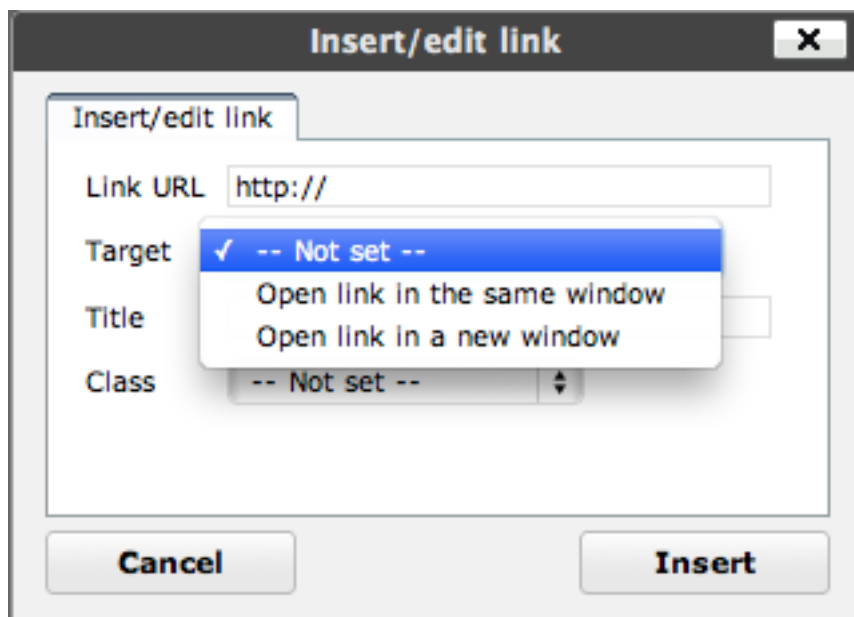 Insert/edit link
Insert/edit link
Link URL http://
Target ✓ -- Not set --
Open link in the same window
Title
Open link in a new window
Class -- Not set --
Cancel Insert